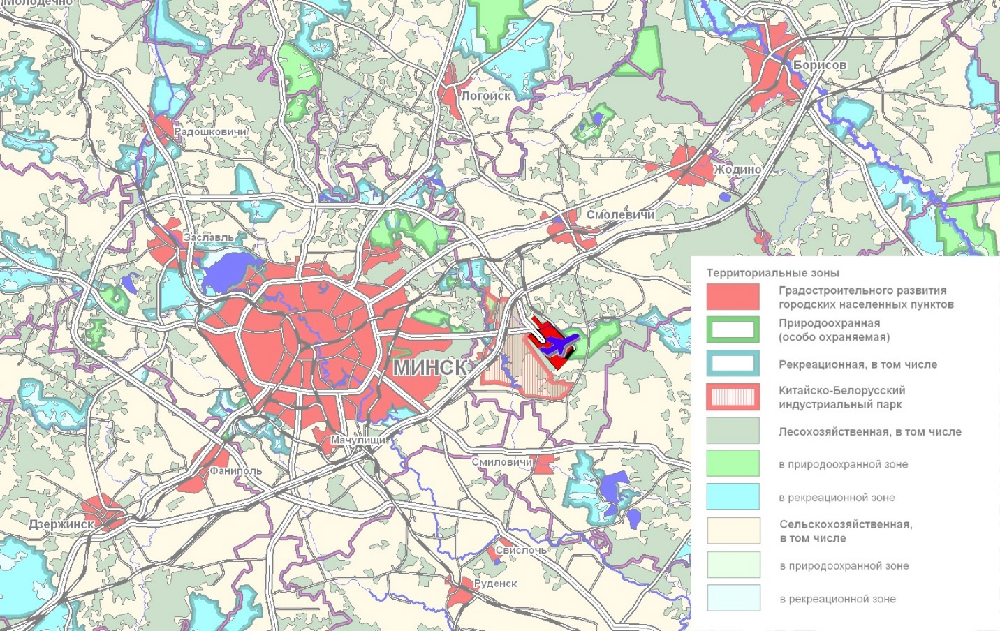 Молодечно
Борисов
Логойск
Радошковичи
Жодино
Смолевичи
Заславль
МИНСК
Мачулищи
Смиловичи
Фаниполь
Дзержинск
Свислочь
Руденск
Территориальные зоны
Градостроительного развития
городских населенных пунктов
Природоохранная
(особо охраняемая)
Рекреационная, в том числе
Китайско-Белорусский
индустриальный парк
Лесохозяйственная, в том числе
в природоохранной зоне
в рекреационной зоне
Сельскохозяйственная,
в том числе
в природоохранной зоне
в рекреационной зоне